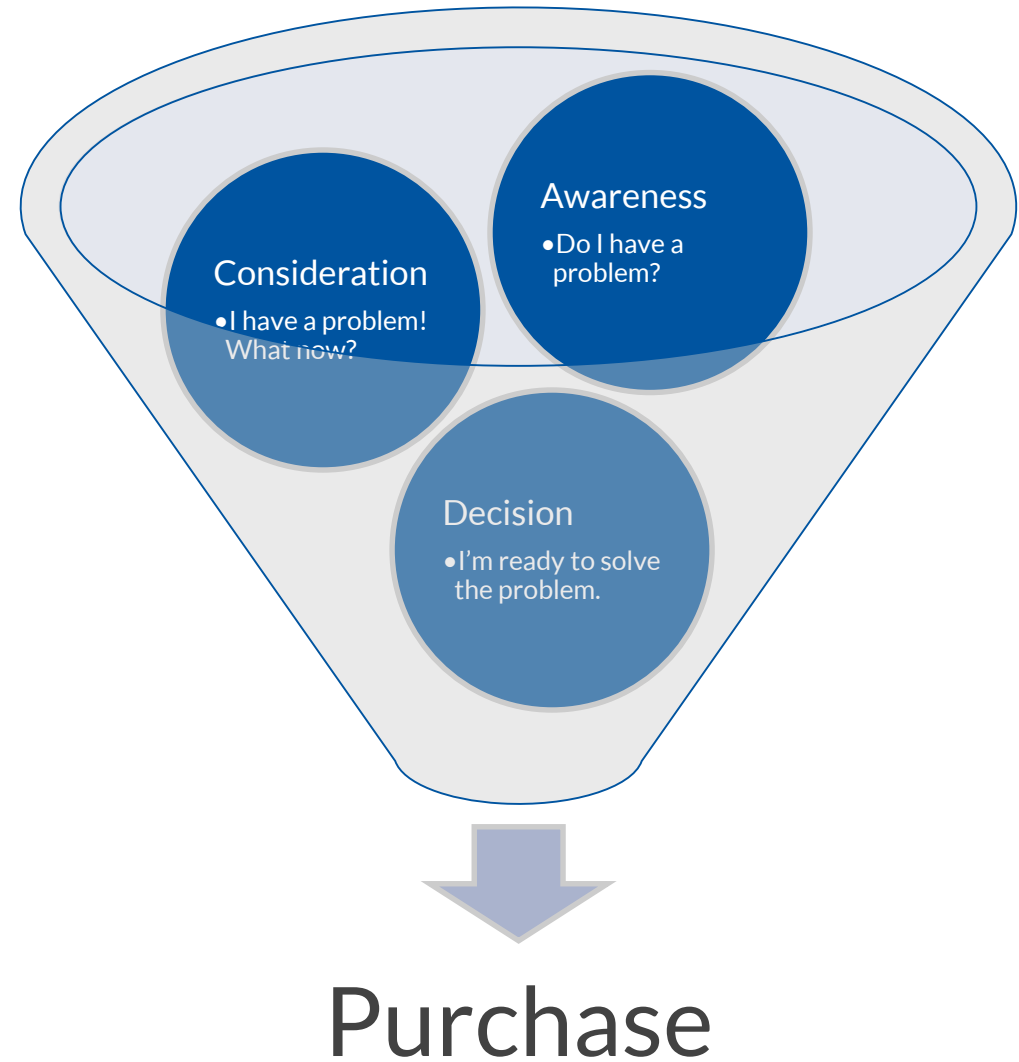 Awareness
•Do I have a
problem?
Consideration
•I have a problem!
What now?
Decision
•I’m ready to solve
the problem.
Purchase